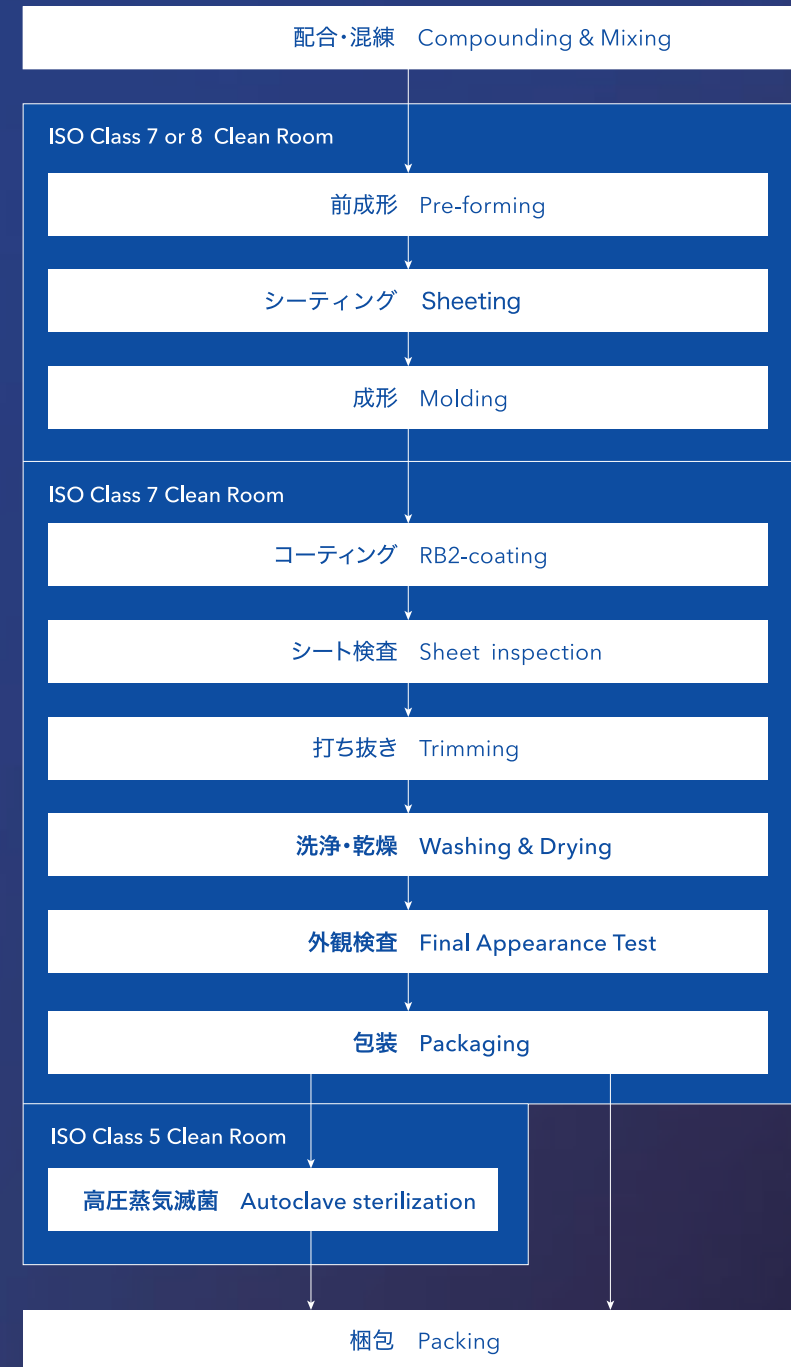 配合・混練 Compounding & Mixing
ISO Class 7 or 8 Clean Room
前成形 Pre-forming
シーティング Sheeting
成形 Molding
ISO Class 7 Clean Room
コーティング RB2-coating
シート検査 Sheet inspection
打ち抜き Trimming
洗浄・乾燥 Washing & Drying
外観検査 Final Appearance Test
包装 Packaging
ISO Class 5 Clean Room
高圧蒸気滅菌 Autoclave sterilization
梱包 Packing